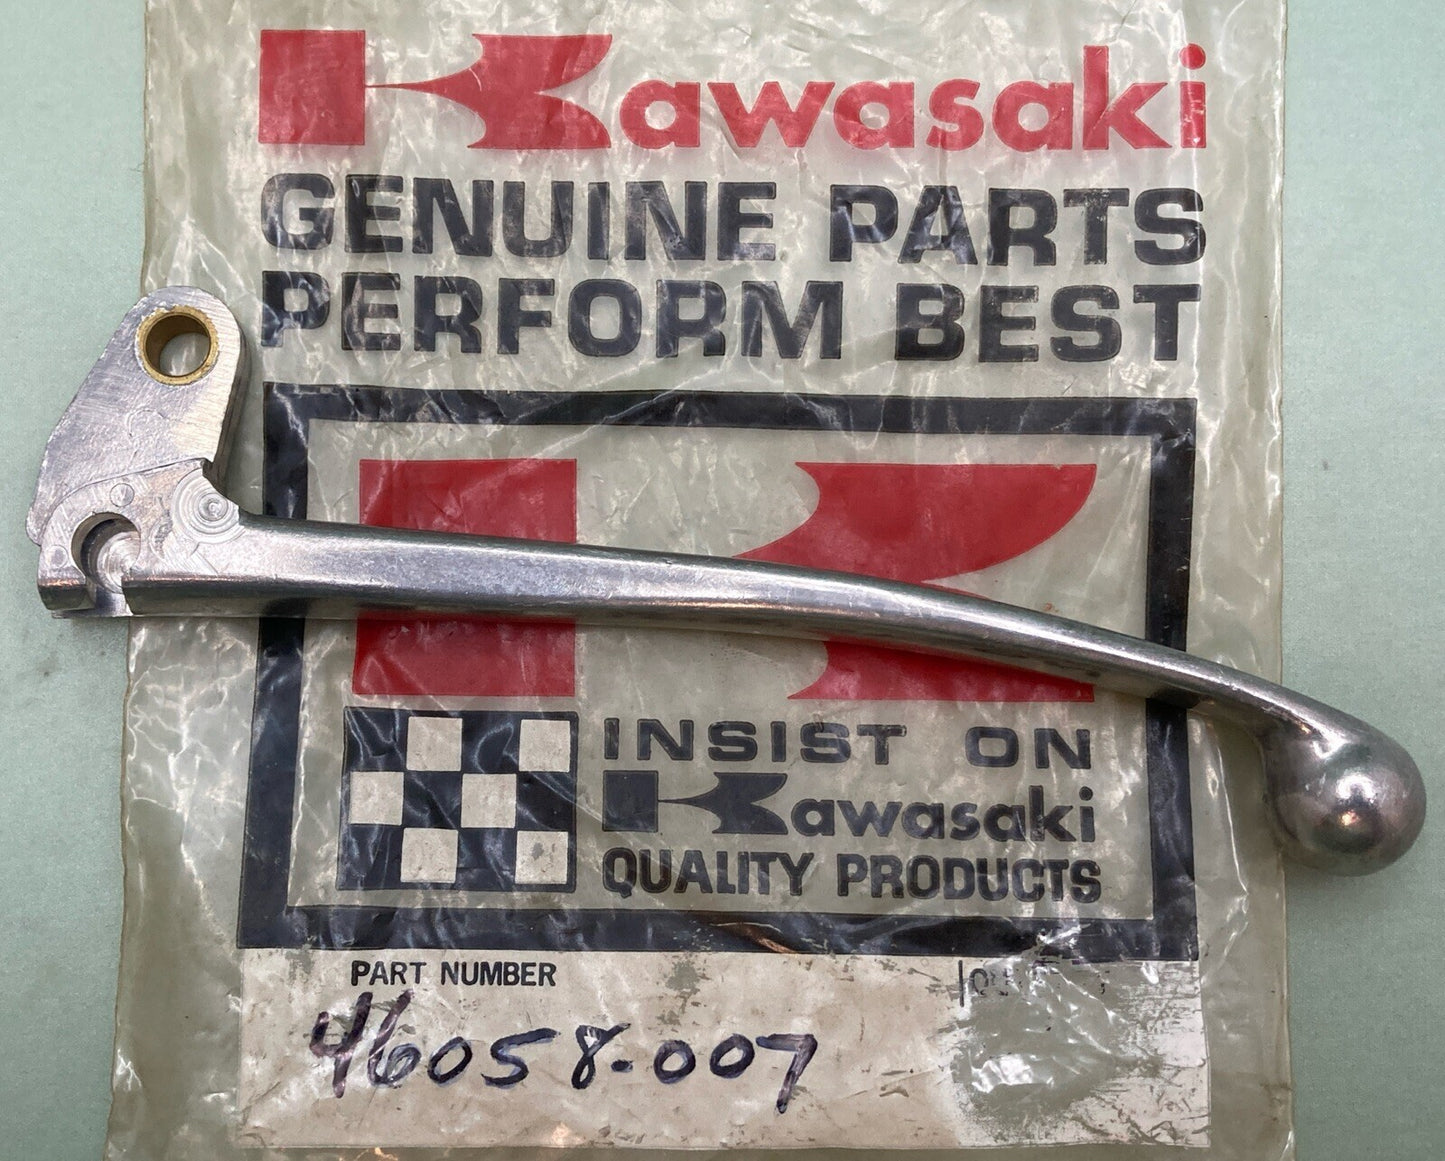 Kawasaki
GENUINE PARTS
PERFORM BEST
INSIST ON
Kawasaki
QUALITY PRODUCTS
PART NUMBER
46058-007